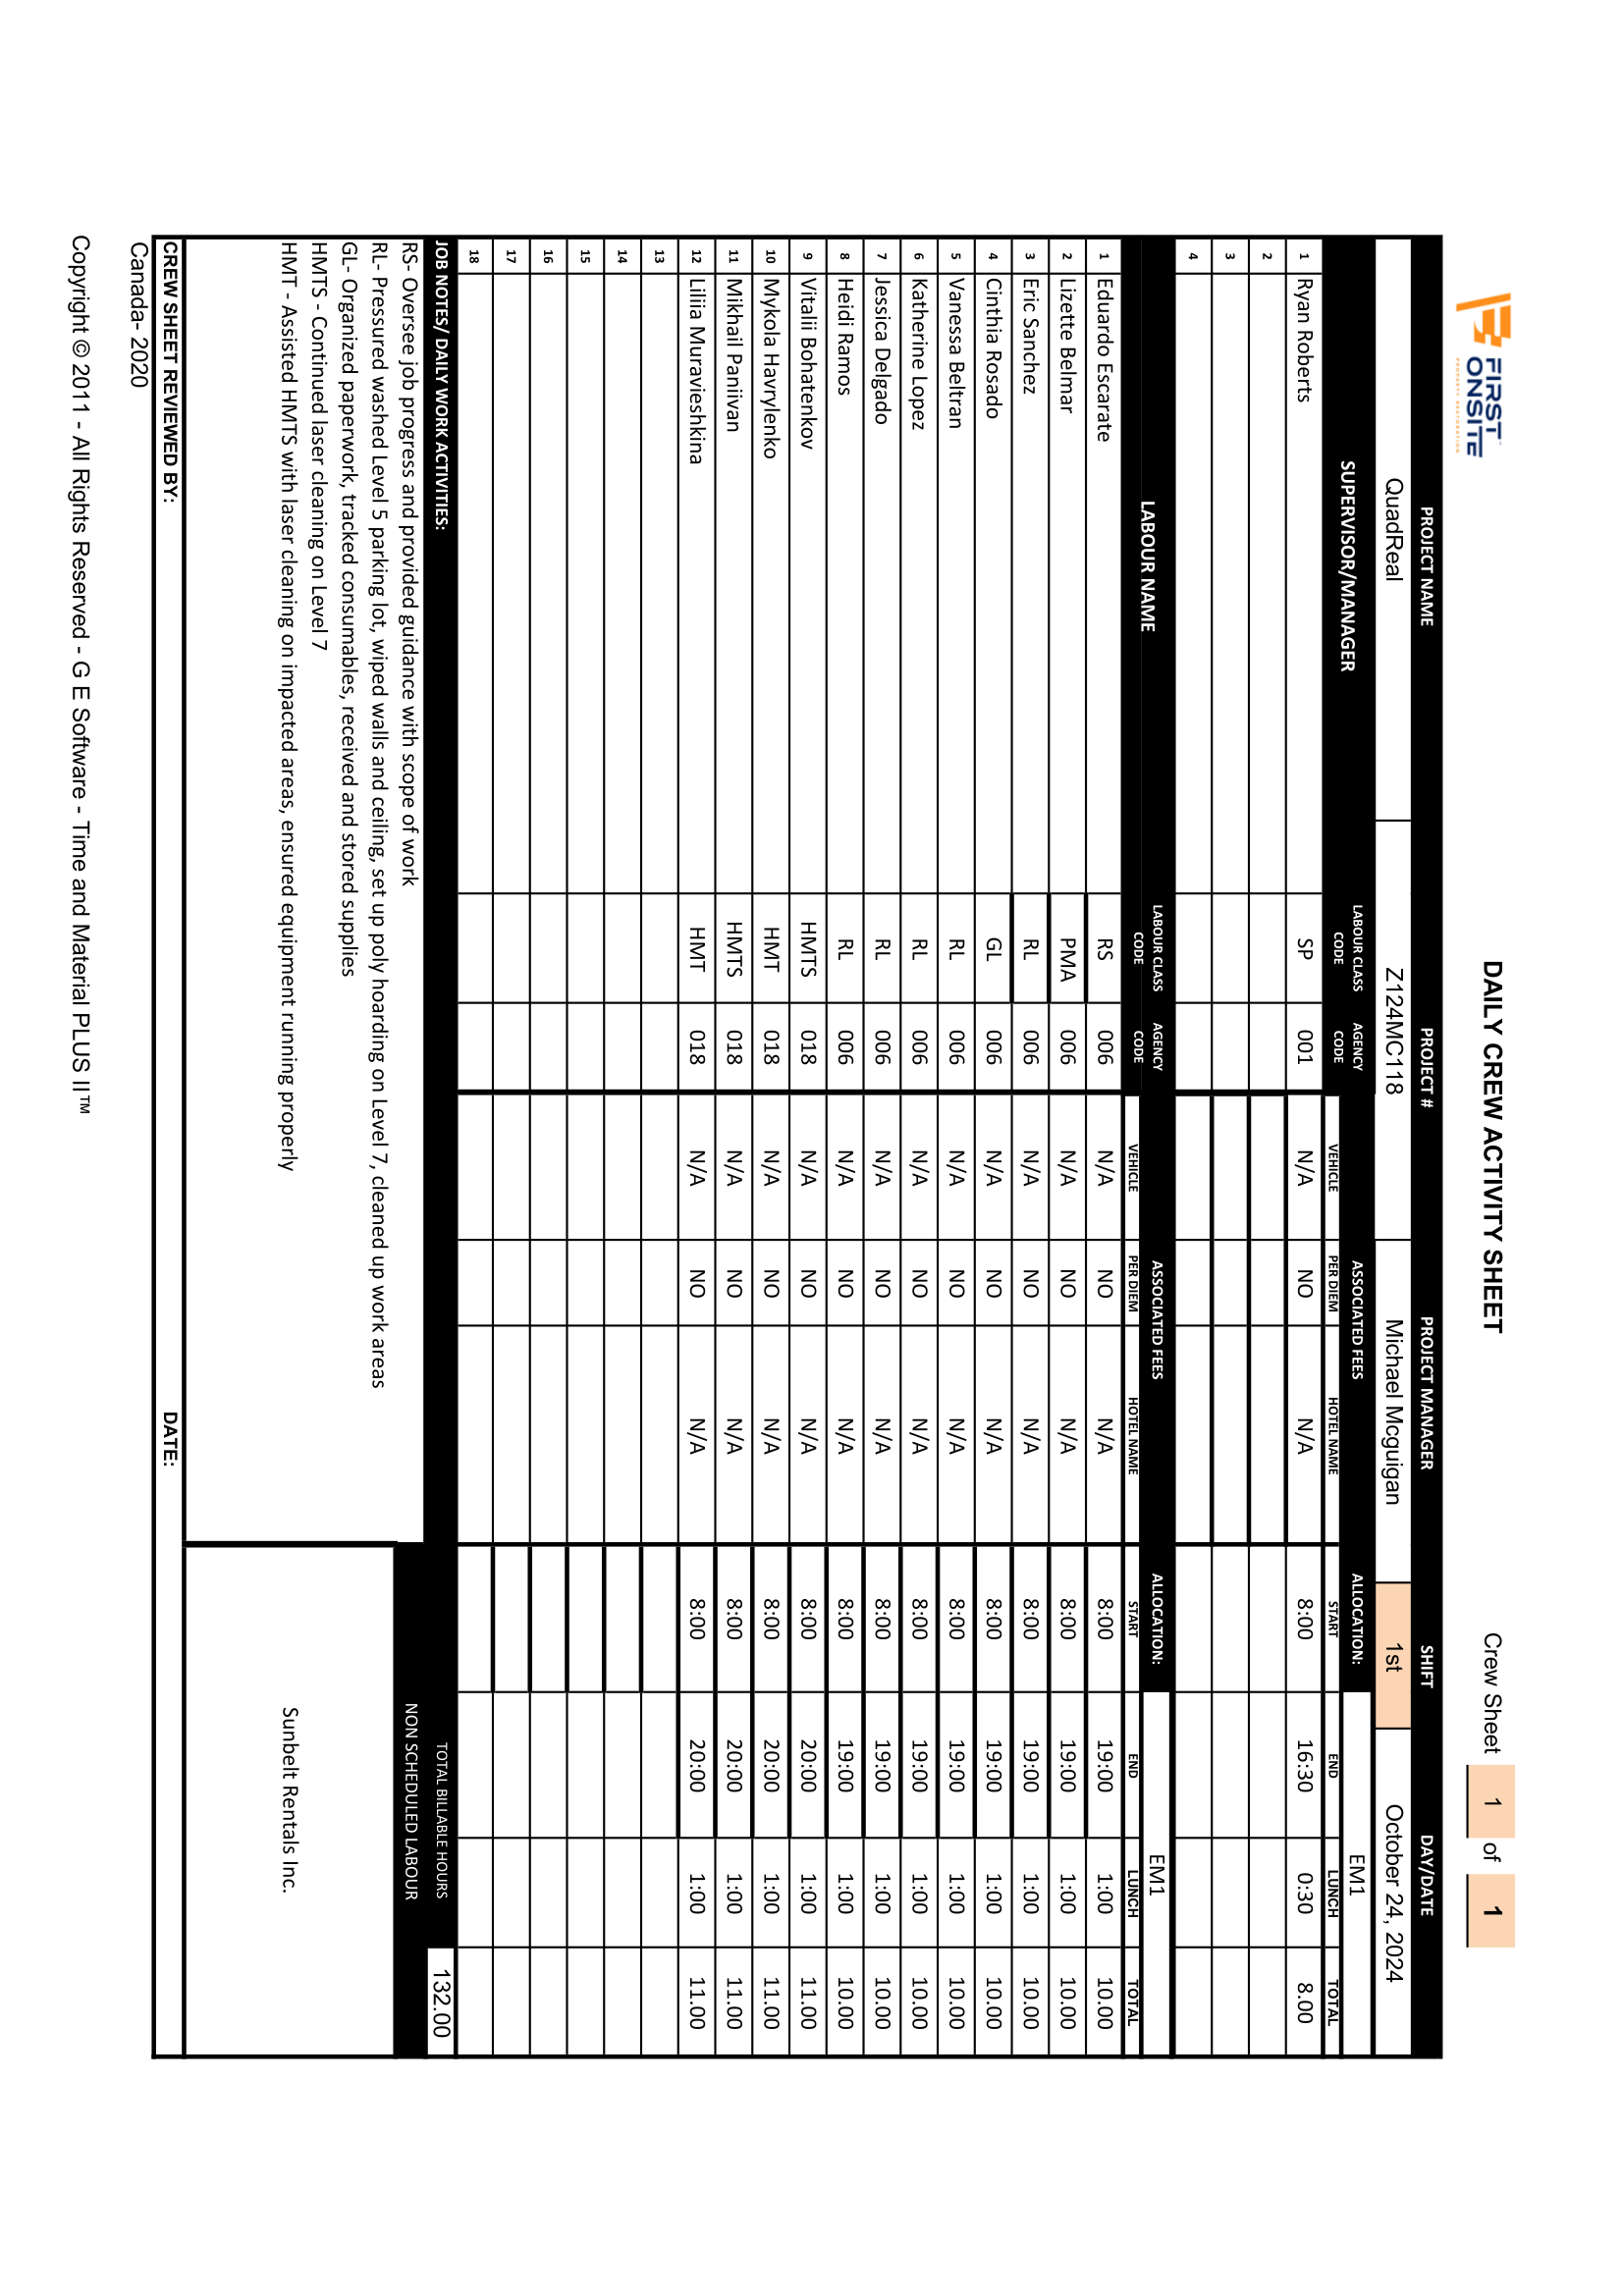 FIRST
ONSITE
PROPERTY RESTORATION
DAILY CREW ACTIVITY SHEET
Crew Sheet 1 of 1
PROJECT NAME PROJECT # PROJECT MANAGER SHIFT DAY/DATE
QuadReal Z124MC118 Michael Mcguigan 1st October 24, 2024
SUPERVISOR/MANAGER LABOUR CLASS CODE AGENCY CODE ASSOCIATED FEES ALLOCATION: EM1
VEHICLE PER DIEM HOTEL NAME START END LUNCH TOTAL
1 Ryan Roberts SP 001 N/A NO N/A 8:00 16:30 0:30 8.00
2
3
4
LABOUR NAME LABOUR CLASS CODE AGENCY CODE ASSOCIATED FEES ALLOCATION: EM1
VEHICLE PER DIEM HOTEL NAME START END LUNCH TOTAL
1 Eduardo Escarate RS 006 N/A NO N/A 8:00 19:00 1:00 10.00
2 Lizette Belmar PMA 006 N/A NO N/A 8:00 19:00 1:00 10.00
3 Eric Sanchez RL 006 N/A NO N/A 8:00 19:00 1:00 10.00
4 Cinthia Rosado GL 006 N/A NO N/A 8:00 19:00 1:00 10.00
5 Vanessa Beltran RL 006 N/A NO N/A 8:00 19:00 1:00 10.00
6 Katherine Lopez RL 006 N/A NO N/A 8:00 19:00 1:00 10.00
7 Jessica Delgado RL 006 N/A NO N/A 8:00 19:00 1:00 10.00
8 Heidi Ramos RL 006 N/A NO N/A 8:00 19:00 1:00 10.00
9 Vitalii Bohatenkov HMTS 018 N/A NO N/A 8:00 20:00 1:00 11.00
10 Mykola Havrylenko HMT 018 N/A NO N/A 8:00 20:00 1:00 11.00
11 Mikhail Paniivan HMTS 018 N/A NO N/A 8:00 20:00 1:00 11.00
12 Liliia Muravieshkina HMT 018 N/A NO N/A 8:00 20:00 1:00 11.00
13
14
15
16
17
18
JOB NOTES/ DAILY WORK ACTIVITIES: TOTAL BILLABLE HOURS 132.00
NON SCHEDULED LABOUR
RS- Oversee job progress and provided guidance with scope of work
RL- Pressured washed Level 5 parking lot, wiped walls and ceiling, set up poly hoarding on Level 7, cleaned up work areas
GL- Organized paperwork, tracked consumables, received and stored supplies
HMTS - Continued laser cleaning on Level 7
HMT - Assisted HMTS with laser cleaning on impacted areas, ensured equipment running properly
Sunbelt Rentals Inc.
CREW SHEET REVIEWED BY: DATE:
Canada- 2020
Copyright © 2011 - All Rights Reserved - G E Software - Time and Material PLUS II™